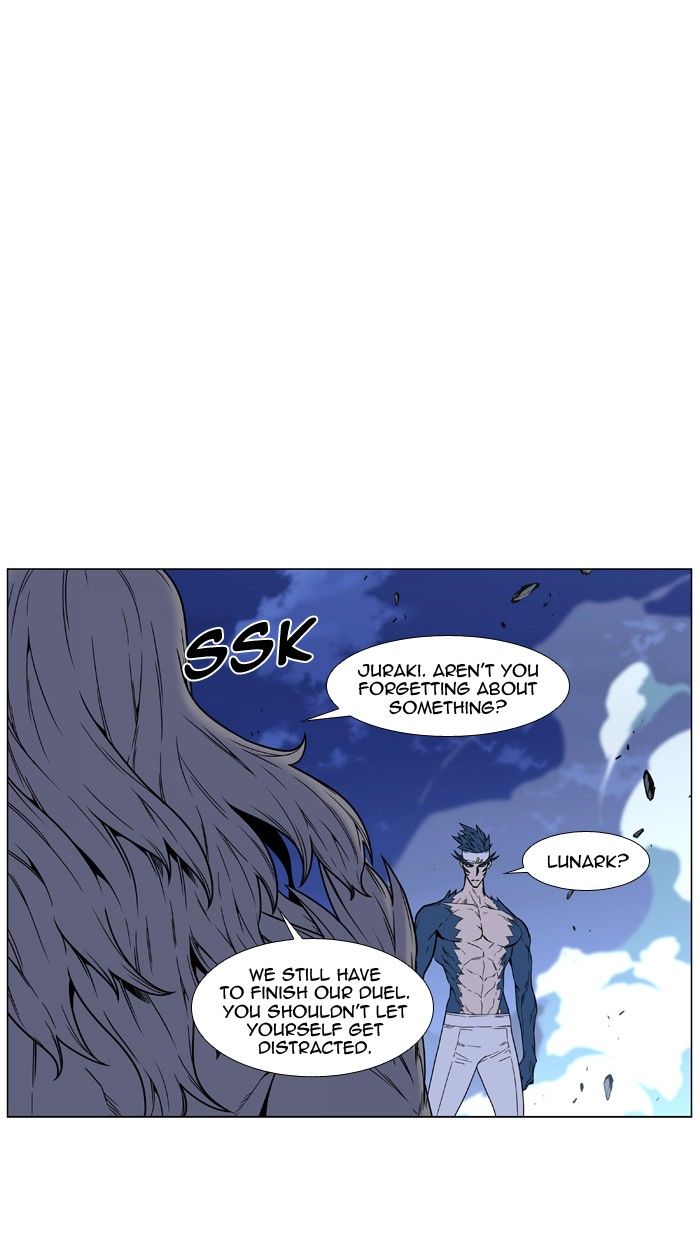 SSK
JURAKI. AREN'T YOU
FORGETTING ABOUT
SOMETHING?
LUNARK?
WE STILL HAVE
TO FINISH OUR DUEL.
YOU SHOULDN'T LET
YOURSELF GET
DISTRACTED.